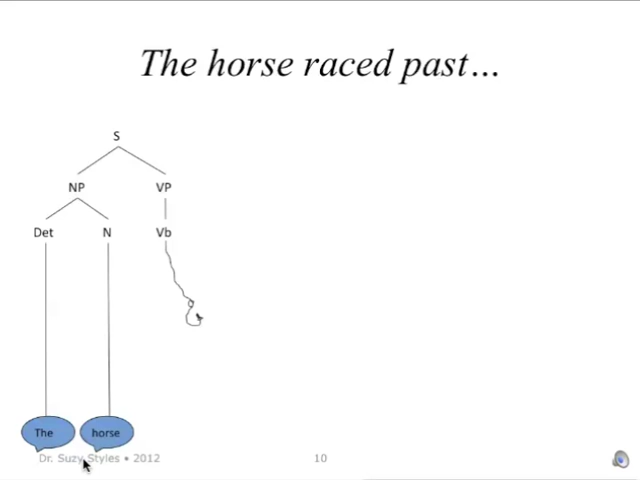 The horse raced past...
S
NP VP
Det N Vb
The horse
Dr. Suzy Styles • 2012 10